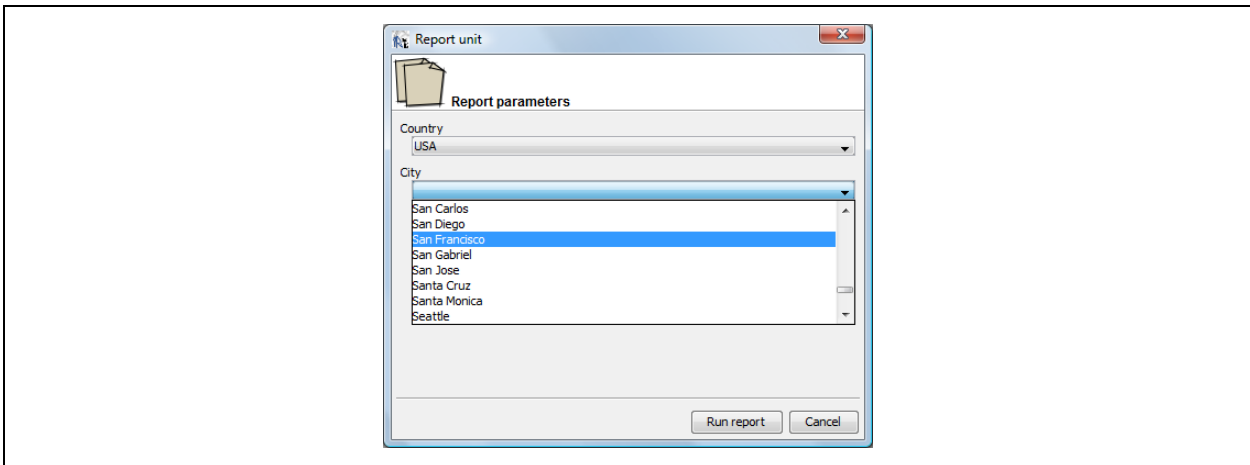 Report unit
Report parameters
Country
USA
City
San Carlos
San Diego
San Francisco
San Gabriel
San Jose
Santa Cruz
Santa Monica
Seattle
Run report Cancel